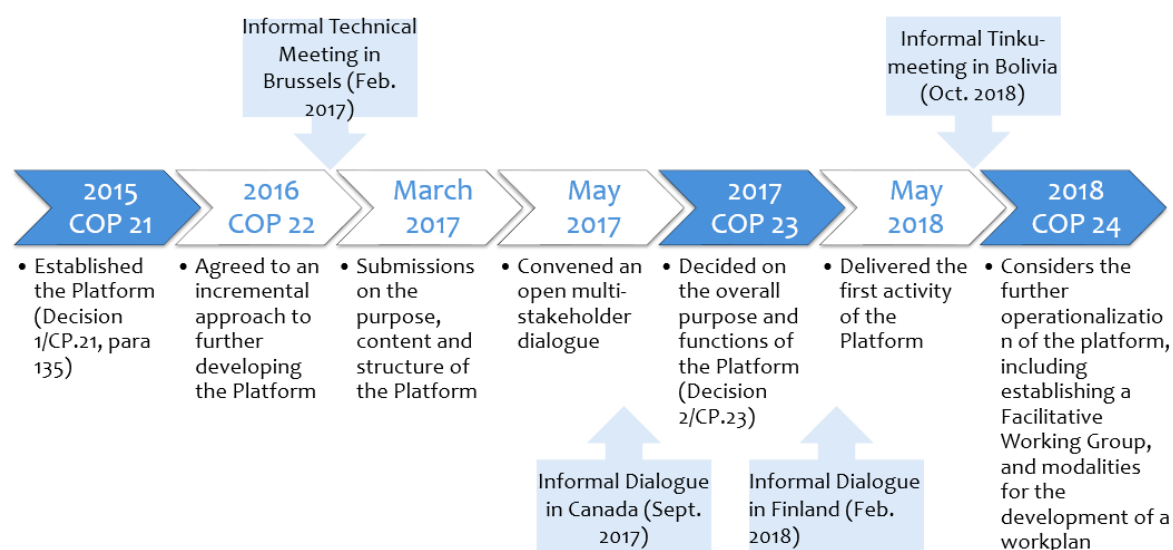 Informal Technical
Meeting in
Brussels (Feb.
2017)
Informal Tinku-
meeting in Bolivia
(Oct. 2018)
2015
COP 21
2016
COP 22
March
2017
May
2017
2017
COP 23
May
2018
2018
COP 24
• Established
the Platform
(Decision
1/CP.21, para
135)
• Agreed to an
incremental
approach to
further
developing
the Platform
• Submissions
on the
purpose,
content and
structure of
the Platform
• Convened an
open multi-
stakeholder
dialogue
• Decided on
the overall
purpose and
functions of
the Platform
(Decision
2/CP.23)
• Delivered the
first activity
of the
Platform
• Considers the
further
operationalizatio
n of the platform,
including
establishing a
Facilitative
Working Group,
and modalities
for the
development of a
workplan
Informal Dialogue
in Canada (Sept.
2017)
Informal Dialogue
in Finland (Feb.
2018)